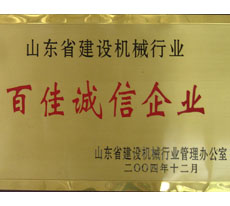 山东省建设机械行业
百佳诚信企业
山东省建设机械行业管理办公室
二〇〇四年十二月